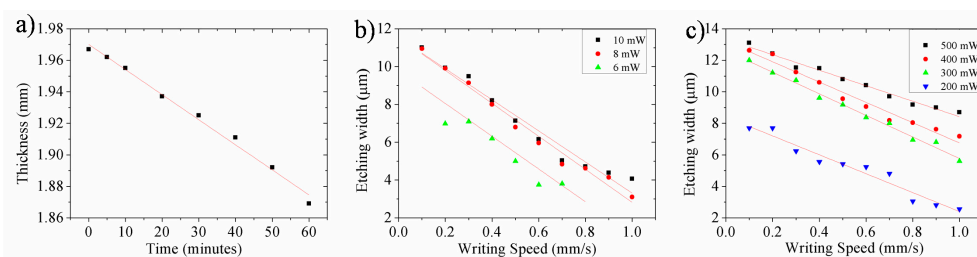 a)
1.98
1.96
1.94
1.92
1.90
1.88
1.86
Thickness (mm)
0 10 20 30 40 50 60
Time (minutes)
b)
12
10
8
6
4
2
Etching width (μm)
10 mW
8 mW
6 mW
0.0 0.2 0.4 0.6 0.8 1.0
Writing Speed (mm/s)
c)
14
12
10
8
6
4
2
Etching width (μm)
500 mW
400 mW
300 mW
200 mW
0.0 0.2 0.4 0.6 0.8 1.0
Writing Speed (mm/s)